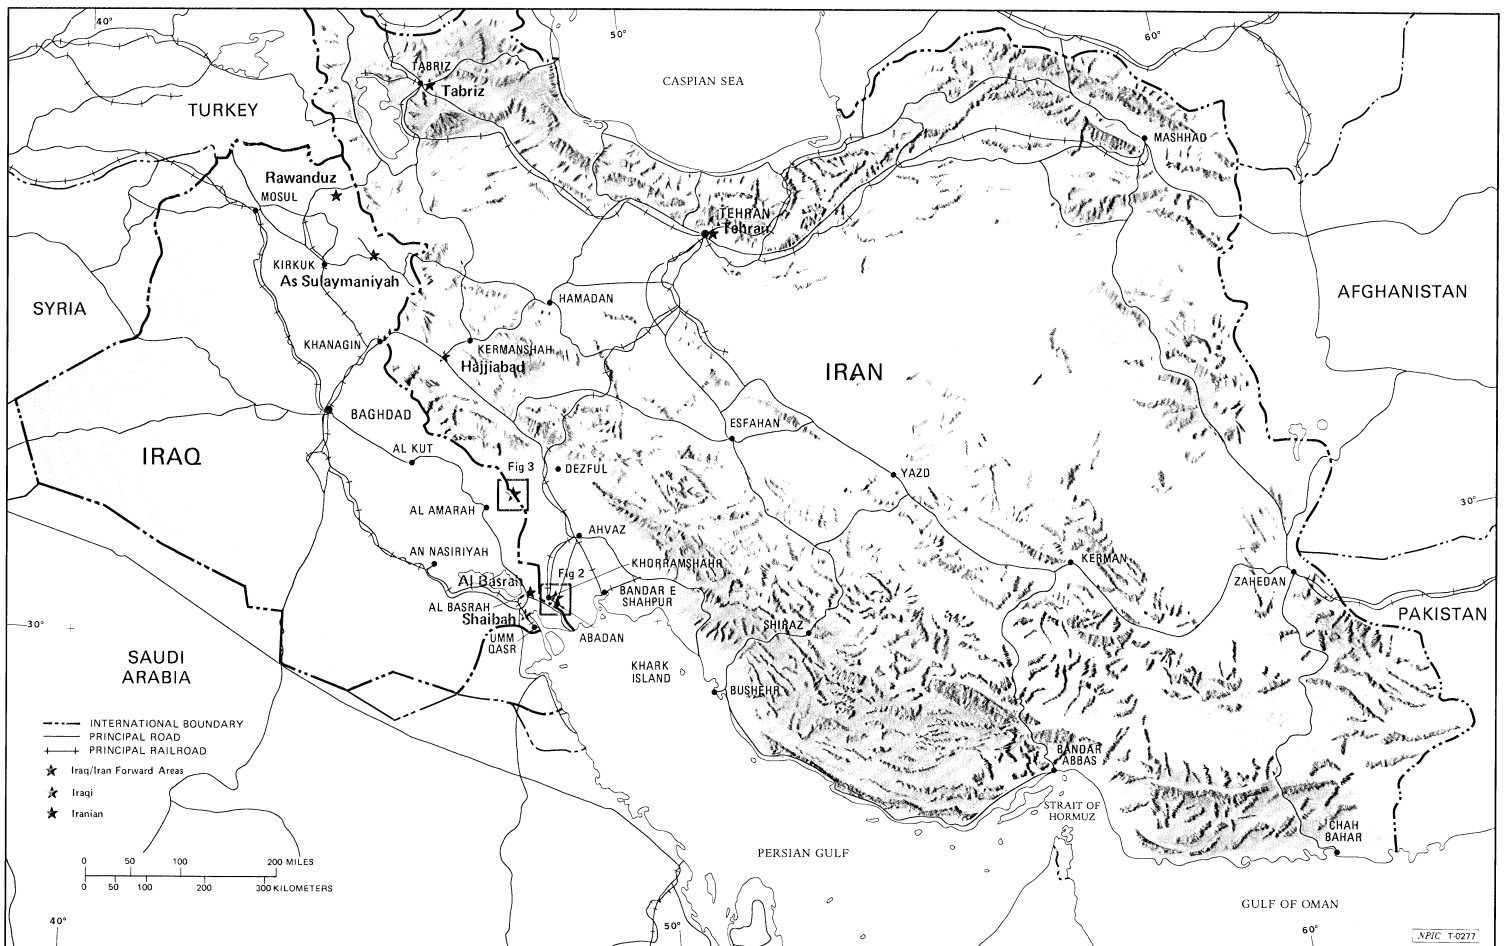 40°
50°
60°
TABRIZ
Tabriz
CASPIAN SEA
TURKEY
MASHHAD
Rawanduz
MOSUL
TEHRAN
Tehran
KIRKUK
As Sulaymaniyah
SYRIA
HAMADAN
AFGHANISTAN
KHANAGIN
KERMANSHAH
Hajjiabad
IRAN
BAGHDAD
ESFAHAN
IRAQ
AL KUT
Fig 3
DEZFUL
YAZD
30°
AL AMARAH
AHVAZ
AN NASIRIYAH
KHORRAMSHAHR
KERMAN
Fig 2
Al Basrah
ZAHEDAN
BANDAR E
SHAHPUR
AL BASRAH
Shaibah
PAKISTAN
30°
SHIRAZ
UMM
QASR
ABADAN
SAUDI
ARABIA
KHARK
ISLAND
BUSHEHR
INTERNATIONAL BOUNDARY
PRINCIPAL ROAD
PRINCIPAL RAILROAD
Iraq/Iran Forward Areas
Iraqi
Iranian
BANDAR
ABBAS
STRAIT OF
HORMUZ
CHAH
BAHAR
PERSIAN GULF
0 50 100 200 MILES
0 50 100 200 300 KILOMETERS
GULF OF OMAN
40°
50°
60°
NPIC T-0277